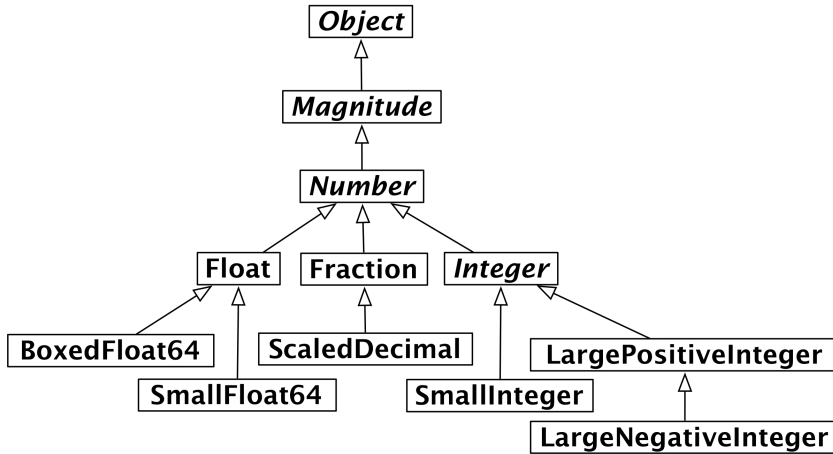 Object
Magnitude
Number
Float
Fraction
Integer
BoxedFloat64
ScaledDecimal
LargePositiveInteger
SmallFloat64
SmallInteger
LargeNegativeInteger